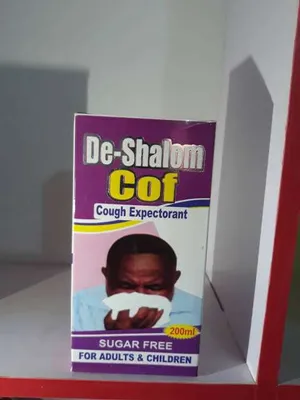 De-Shalom
Cof
Cough Expectorant
200ml
SUGAR FREE
FOR ADULTS & CHILDREN